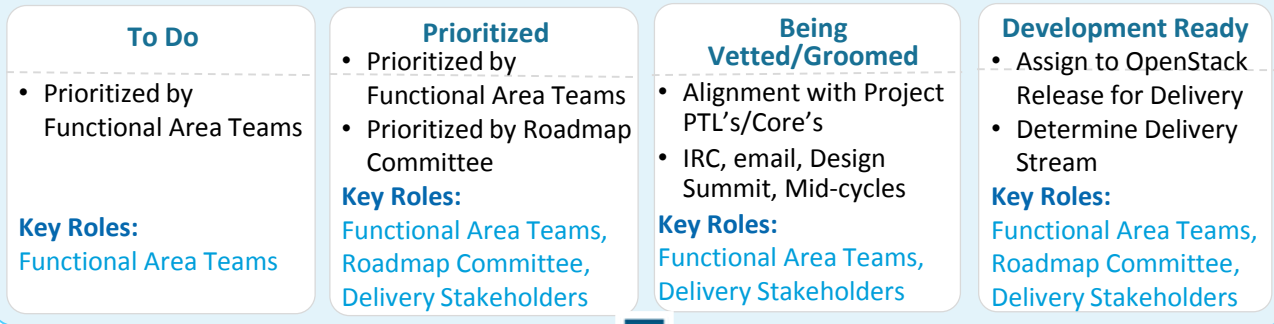 To Do
• Prioritized by
Functional Area Teams
Key Roles:
Functional Area Teams
Prioritized
• Prioritized by
Functional Area Teams
• Prioritized by Roadmap
Committee
Key Roles:
Functional Area Teams,
Roadmap Committee,
Delivery Stakeholders
Being
Vetted/Groomed
• Alignment with Project
PTL's/Core's
• IRC, email, Design
Summit, Mid-cycles
Key Roles:
Functional Area Teams,
Delivery Stakeholders
Development Ready
• Assign to OpenStack
Release for Delivery
• Determine Delivery
Stream
Key Roles:
Functional Area Teams,
Roadmap Committee,
Delivery Stakeholders